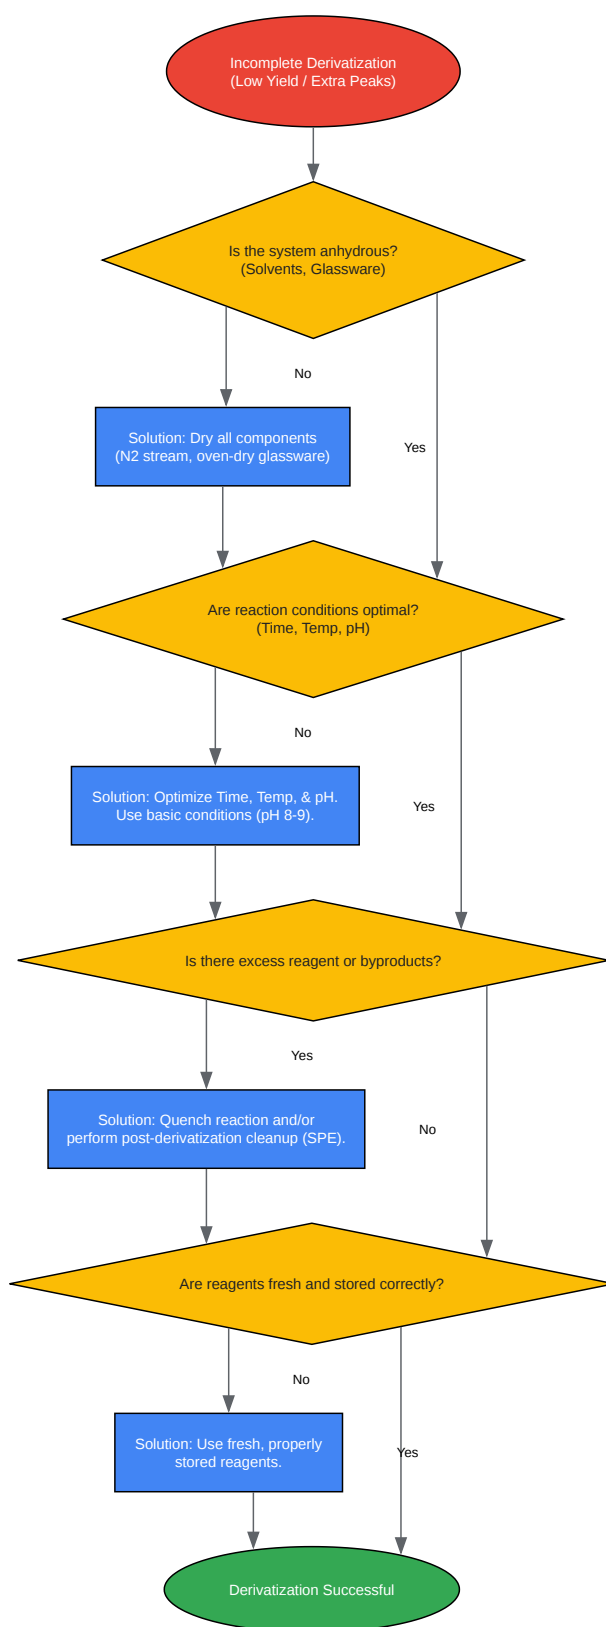 Incomplete Derivatization
(Low Yield / Extra Peaks)
Is the system anhydrous?
(Solvents, Glassware)
No
Solution: Dry all components
(N2 stream, oven-dry glassware)
Yes
Are reaction conditions optimal?
(Time, Temp, pH)
No
Solution: Optimize Time, Temp, & pH.
Use basic conditions (pH 8-9).
Yes
Is there excess reagent or byproducts?
Yes
Solution: Quench reaction and/or
perform post-derivatization cleanup (SPE).
No
Are reagents fresh and stored correctly?
No
Solution: Use fresh, properly
stored reagents.
Yes
Derivatization Successful